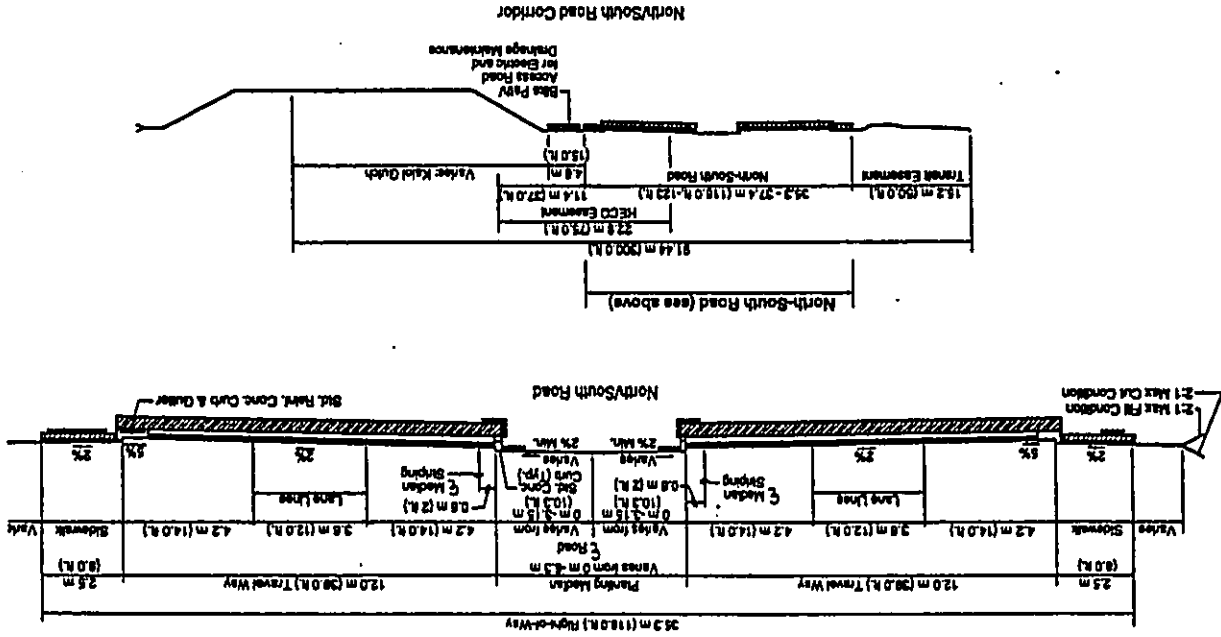 35.3 m (116.0 ft.) Right-of-Way
2.5 m
(8.0 ft.)
12.0 m (39.0 ft.) Travel Way
Planting Median
Varies from 0 m -6.3 m
℄ Road
12.0 m (39.0 ft.) Travel Way
2.5 m
(8.0 ft.)
Varies
Sidewalk
4.2 m (14.0 ft.)
3.6 m (12.0 ft.)
4.2 m (14.0 ft.)
Varies from
0 m -3.15 m
(10.3 ft.)
Varies from
0 m -3.15 m
(10.3 ft.)
4.2 m (14.0 ft.)
3.6 m (12.0 ft.)
4.2 m (14.0 ft.)
Sidewalk
Varies
Lane Lines
0.6 m (2 ft.)
℄ Median
Striping
Std. Conc.
Curb (Typ.)
0.6 m (2 ft.)
℄ Median
Striping
Lane Lines
2%
5%
2%
Varies
2% Min.
Varies
2% Min.
2%
5%
2%
Std. Reinf. Conc. Curb & Gutter
2:1 Max Fill Condition
2:1 Max Cut Condition
North/South Road
North-South Road (see above)
91.44 m (300.0 ft.)
22.9 m (75.0 ft.)
HECO Easement
15.2 m (50.0 ft.)
Transit Easement
35.3 - 37.4 m (116.0 ft.-123 ft.)
North-South
Road
11.4 m (37.0 ft.)
4.6 m
(15.0 ft.)
Varies: Kaloi Gulch
Bike Path/
Access Road
for Electric and
Drainage Maintenance
North/South Road Corridor